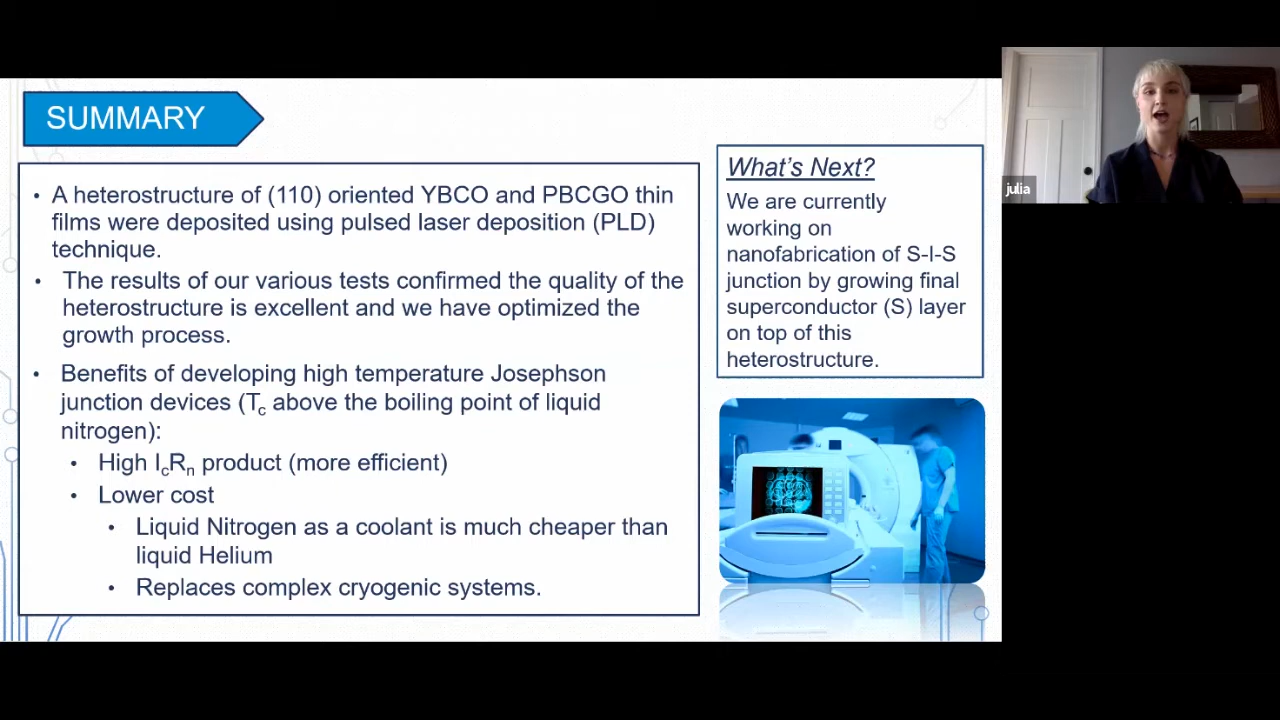 SUMMARY
• A heterostructure of (110) oriented YBCO and PBCGO thin
films were deposited using pulsed laser deposition (PLD)
technique.
• The results of our various tests confirmed the quality of the
heterostructure is excellent and we have optimized the
growth process.
• Benefits of developing high temperature Josephson
junction devices (Tc above the boiling point of liquid
nitrogen):
• High IcRn product (more efficient)
• Lower cost
• Liquid Nitrogen as a coolant is much cheaper than
liquid Helium
• Replaces complex cryogenic systems.
What's Next?
We are currently
working on
nanofabrication of S-I-S
junction by growing final
superconductor (S) layer
on top of this
heterostructure.
julia